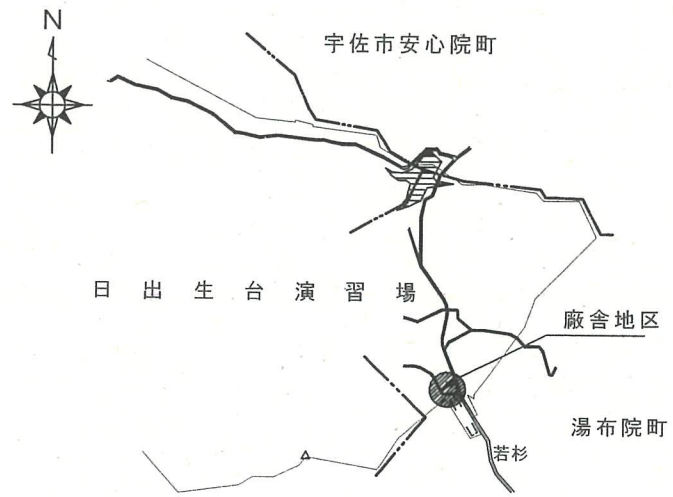 N
宇佐市安心院町
日出生台演習場
廠舎地区
湯布院町
若杉